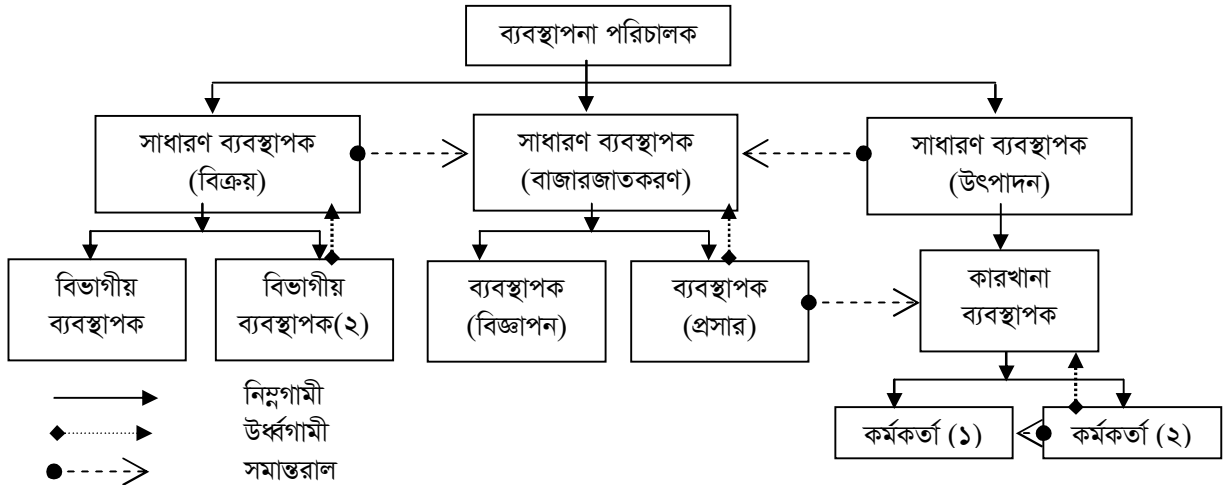 ব্যবস্থাপনা পরিচালক
সাধারণ ব্যবস্থাপক
(বিক্রয়)
সাধারণ ব্যবস্থাপক
(বাজারজাতকরণ)
সাধারণ ব্যবস্থাপক
(উৎপাদন)
বিভাগীয়
ব্যবস্থাপক
বিভাগীয়
ব্যবস্থাপক(২)
ব্যবস্থাপক
(বিজ্ঞাপন)
ব্যবস্থাপক
(প্রসার)
কারখানা
ব্যবস্থাপক
কর্মকর্তা (১)
কর্মকর্তা (২)
নিম্নগামী
উর্ধ্বগামী
সমান্তরাল